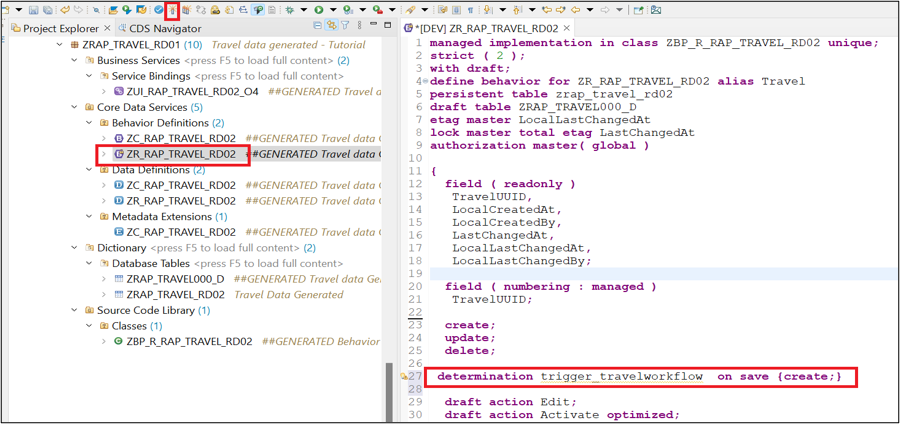 Project Explorer
CDS Navigator
ZRAP_TRAVEL_RD01 (10) Travel data generated - Tutorial
Business Services <press F5 to load full content> (2)
Service Bindings <press F5 to load full content>
ZUI_RAP_TRAVEL_RD02_O4 ##GENERATED Travel d
Core Data Services (5)
Behavior Definitions (2)
ZC_RAP_TRAVEL_RD02 ##GENERATED Travel data G
ZR_RAP_TRAVEL_RD02 ##GENERATED Travel data G
Data Definitions (2)
ZC_RAP_TRAVEL_RD02 ##GENERATED Travel data G
ZR_RAP_TRAVEL_RD02 ##GENERATED Travel data G
Metadata Extensions (1)
ZC_RAP_TRAVEL_RD02 ##GENERATED Travel data G
Dictionary <press F5 to load full content> (2)
Database Tables <press F5 to load full content>
ZRAP_TRAVEL000_D ##GENERATED Travel data Ge
ZRAP_TRAVEL_RD02 Travel Data Generated
Source Code Library (1)
Classes (1)
ZBP_R_RAP_TRAVEL_RD02 ##GENERATED Behavior
*[DEV] ZR_RAP_TRAVEL_RD02
1 managed implementation in class ZBP_R_RAP_TRAVEL_RD02 unique;
2 strict ( 2 );
3 with draft;
4 define behavior for ZR_RAP_TRAVEL_RD02 alias Travel
5 persistent table zrap_travel_rd02
6 draft table ZRAP_TRAVEL000_D
7 etag master LocalLastChangedAt
8 lock master total etag LastChangedAt
9 authorization master( global )
10
11 {
12 field ( readonly )
13 TravelUUID,
14 LocalCreatedAt,
15 LocalCreatedBy,
16 LastChangedAt,
17 LocalLastChangedAt,
18 LocalLastChangedBy;
19
20 field ( numbering : managed )
21 TravelUUID;
22
23 create;
24 update;
25 delete;
26
27 determination trigger_travelworkflow on save {create;}
28
29 draft action Edit;
30 draft action Activate optimized;